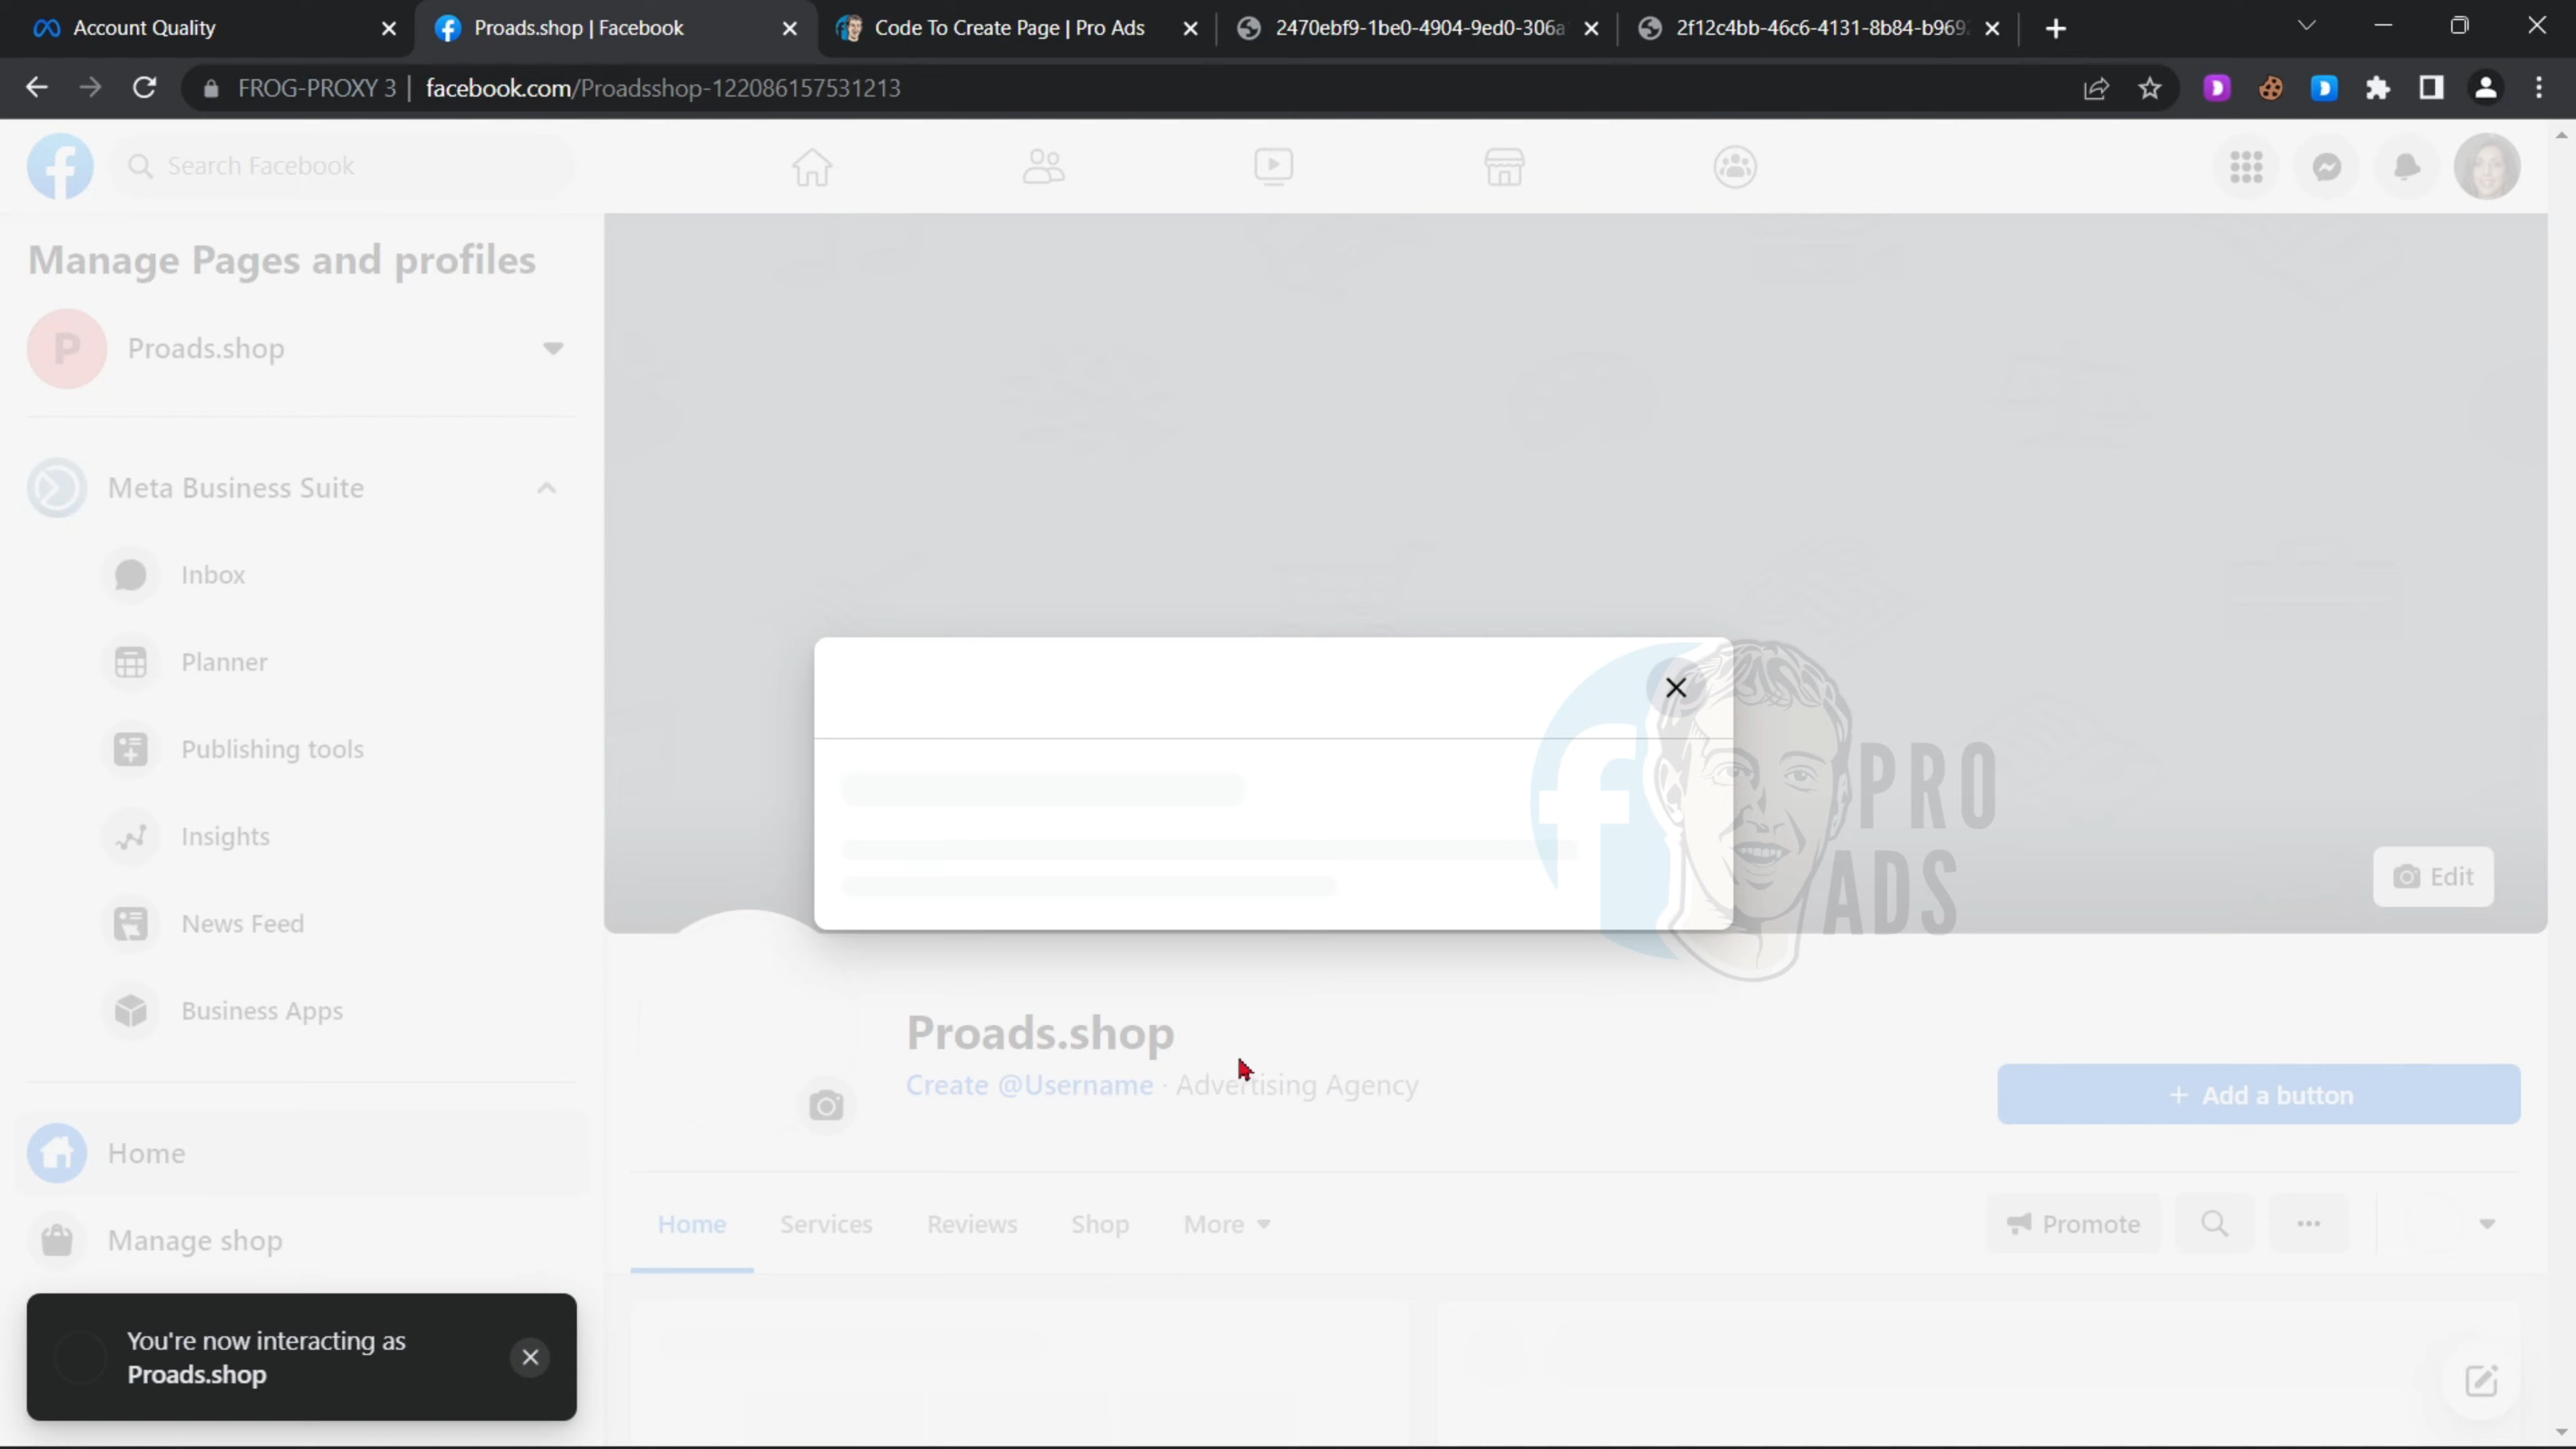 Account Quality
Proads.shop | Facebook
Code To Create Page | Pro Ads
2470ebf9-1be0-4904-9ed0-306a
2f12c4bb-46c6-4131-8b84-b969
FROG-PROXY 3
facebook.com/Proadsshop-122086157531213
Search Facebook
Manage Pages and profiles
P
Proads.shop
Meta Business Suite
Inbox
Planner
Publishing tools
Insights
News Feed
Business Apps
Home
Manage shop
You're now interacting as
Proads.shop
PRO
ADS
Edit
Proads.shop
Create @Username · Advertising Agency
+ Add a button
Home
Services
Reviews
Shop
More
Promote